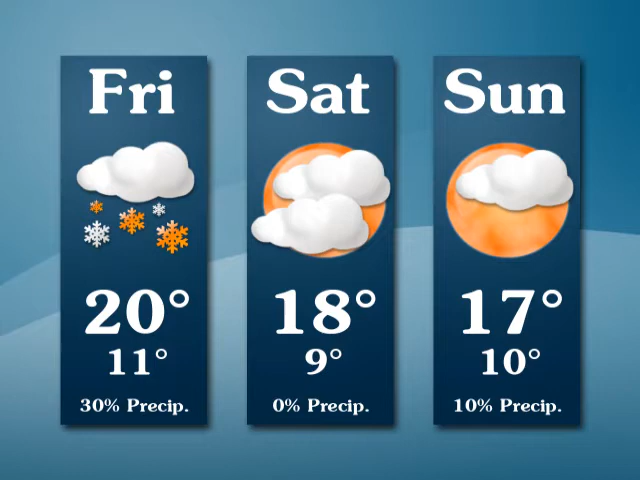 Fri
20°
11°
30% Precip.
Sat
18°
9°
0% Precip.
Sun
17°
10°
10% Precip.